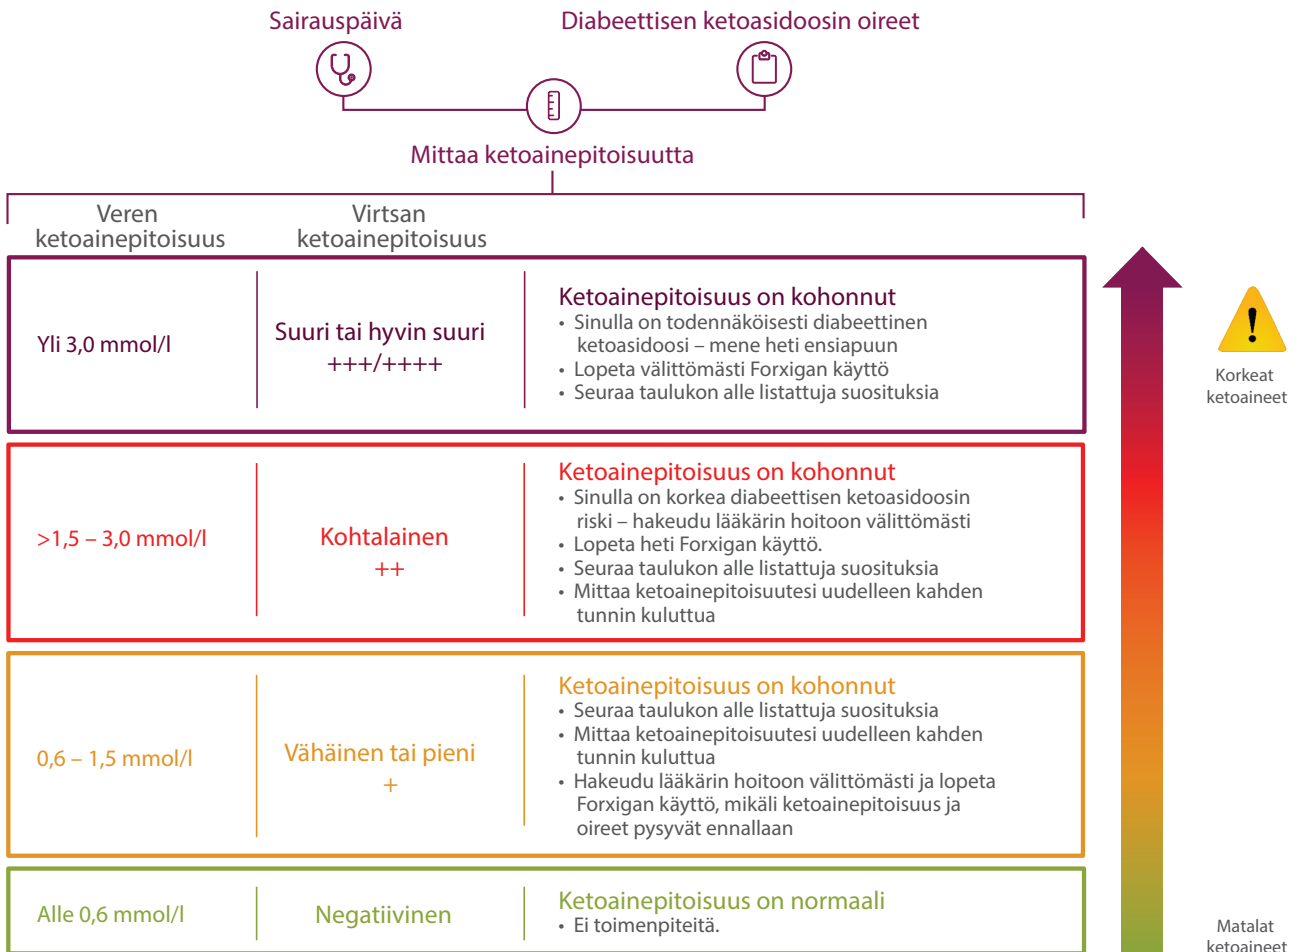 Sairauspäivä
Diabeettisen ketoasidoosin oireet
Mittaa ketoainepitoisuutta
Veren
ketoainepitoisuus
Virtsan
ketoainepitoisuus
Yli 3,0 mmol/l
Suuri tai hyvin suuri
+++/++++
Ketoainepitoisuus on kohonnut
• Sinulla on todennäköisesti diabeettinen
ketoasidoosi – mene heti ensiapuun
• Lopeta välittömästi Forxigan käyttö
• Seuraa taulukon alle listattuja suosituksia
!
Korkeat
ketoaineet
>1,5 – 3,0 mmol/l
Kohtalainen
++
Ketoainepitoisuus on kohonnut
• Sinulla on korkea diabeettisen ketoasidoosin
riski – hakeudu lääkärin hoitoon välittömästi
• Lopeta heti Forxigan käyttö.
• Seuraa taulukon alle listattuja suosituksia
• Mittaa ketoainepitoisuutesi uudelleen kahden
tunnin kuluttua
0,6 – 1,5 mmol/l
Vähäinen tai pieni
+
Ketoainepitoisuus on kohonnut
• Seuraa taulukon alle listattuja suosituksia
• Mittaa ketoainepitoisuutesi uudelleen kahden
tunnin kuluttua
• Hakeudu lääkärin hoitoon välittömästi ja lopeta
Forxigan käyttö, mikäli ketoainepitoisuus ja
oireet pysyvät ennallaan
Alle 0,6 mmol/l
Negatiivinen
Ketoainepitoisuus on normaali
• Ei toimenpiteitä.
Matalat
ketoaineet